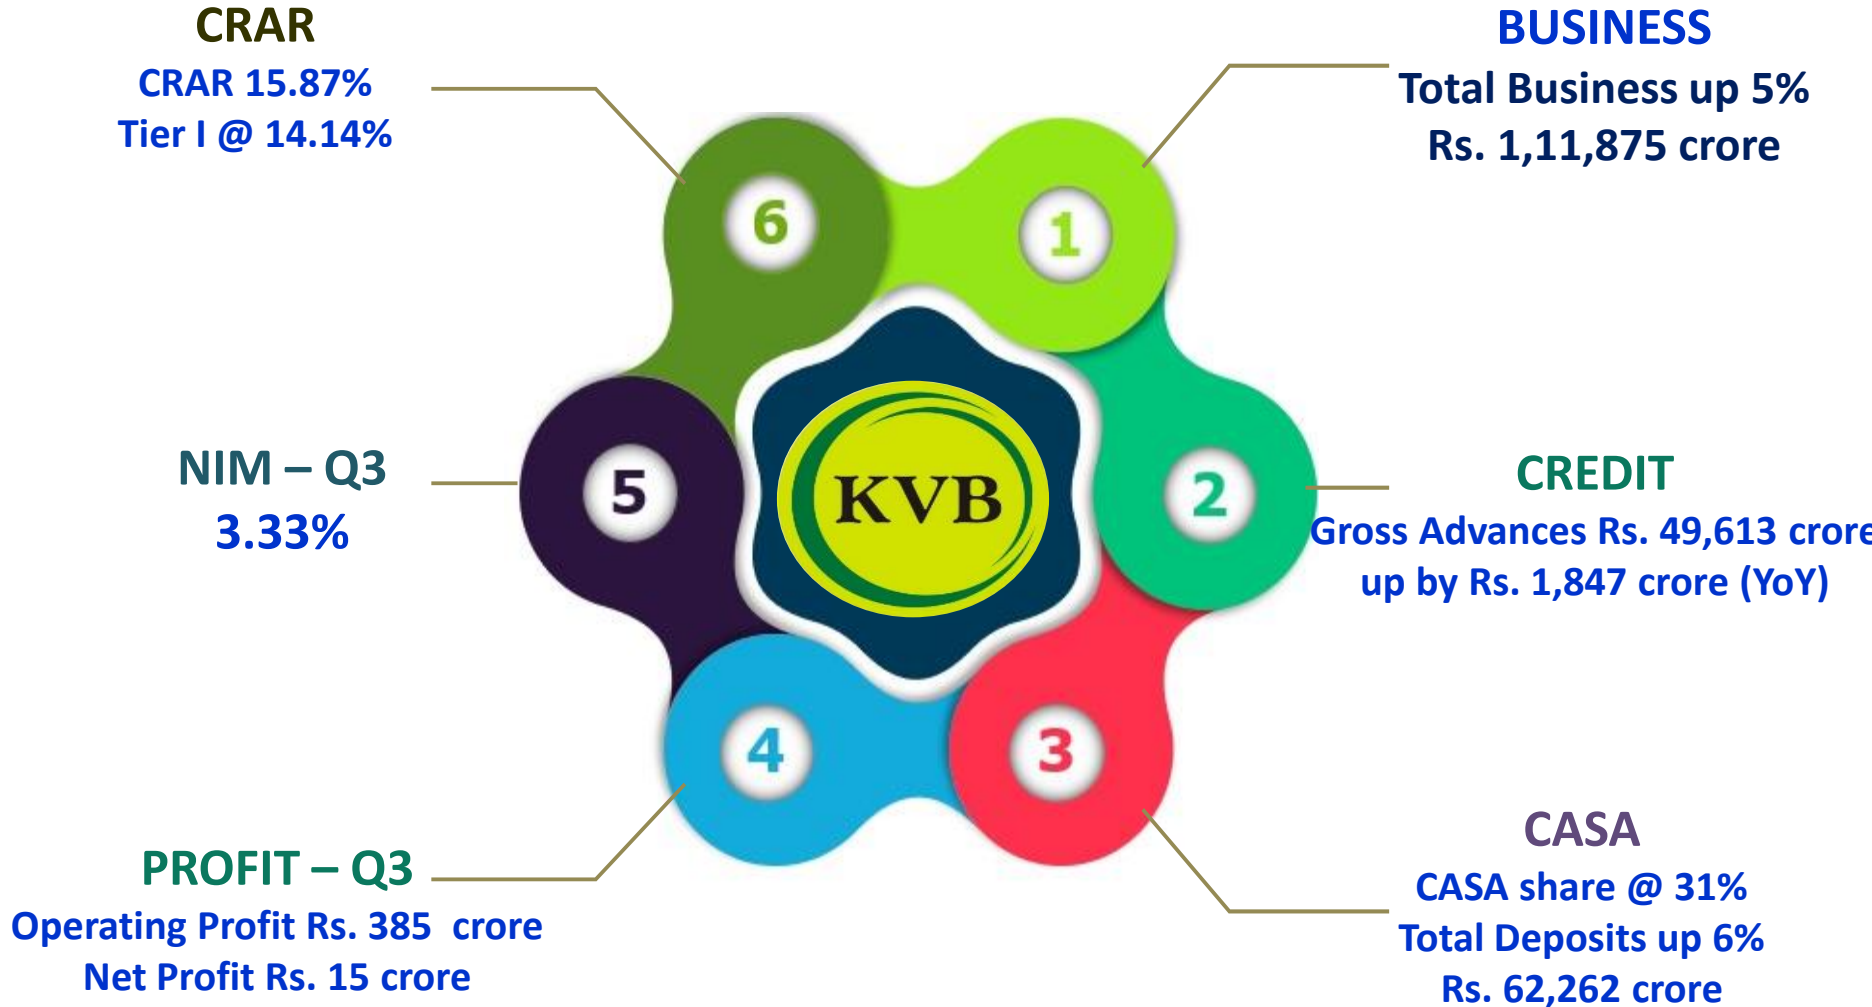 CRAR
CRAR 15.87%
Tier I @ 14.14%
BUSINESS
Total Business up 5%
Rs. 1,11,875 crore
6
1
NIM – Q3
3.33%
5
KVB
2
CREDIT
Gross Advances Rs. 49,613 crore
up by Rs. 1,847 crore (YoY)
4
3
PROFIT – Q3
Operating Profit Rs. 385 crore
Net Profit Rs. 15 crore
CASA
CASA share @ 31%
Total Deposits up 6%
Rs. 62,262 crore